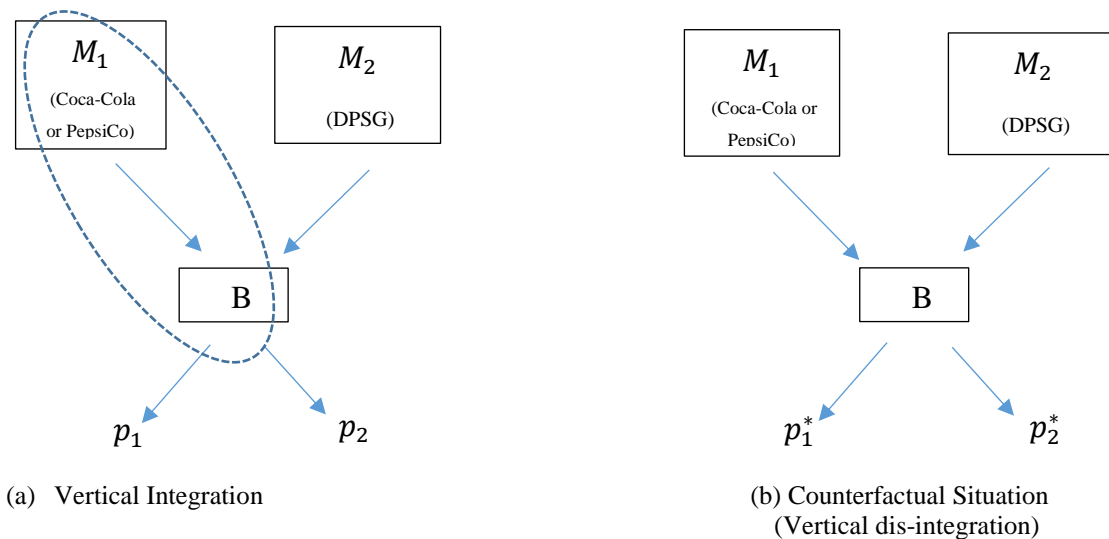 M₁
(Coca-Cola
or PepsiCo)
M₂
(DPSG)
B
p₁
p₂
(a) Vertical Integration
M₁
(Coca-Cola or
PepsiCo)
M₂
(DPSG)
B
p₁*
p₂*
(b) Counterfactual Situation
(Vertical dis-integration)